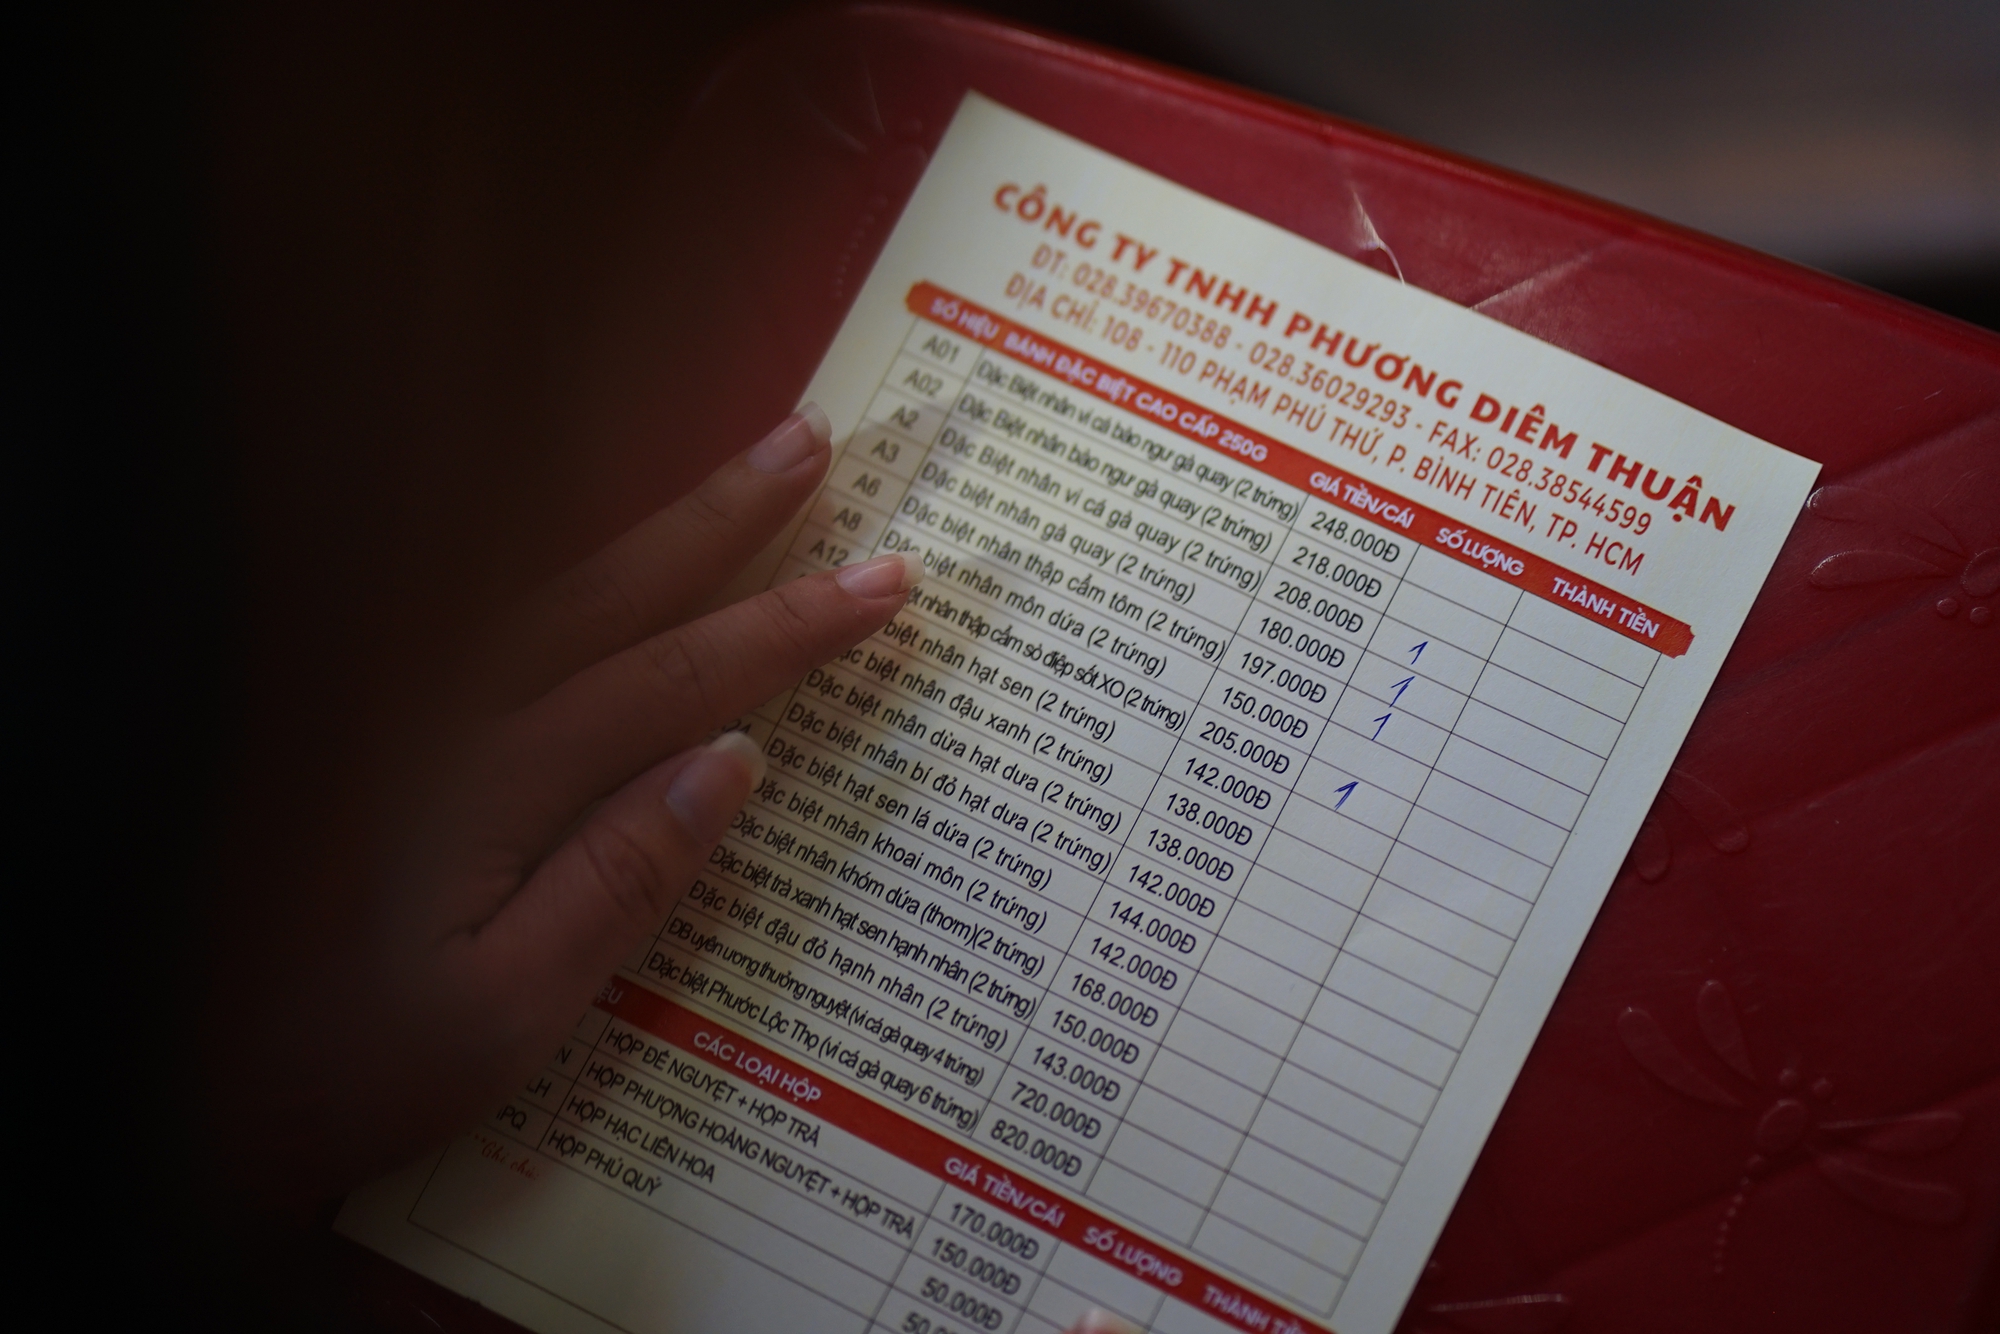 CÔNG TY TNHH PHƯƠNG DIÊM THUẬN
ĐT: 028.39670388 - 028.36029293 - FAX: 028.38544599
ĐỊA CHỈ: 108 - 110 PHẠM PHÚ THỨ, P. BÌNH TIÊN, TP. HCM
SỐ HIỆU BÁNH ĐẶC BIỆT CAO CẤP 250G GIÁ TIỀN/CÁI SỐ LƯỢNG THÀNH TIỀN
A01 Đặc Biệt nhân vi cá bào ngư gà quay (2 trứng) 248.000Đ
A02 Đặc Biệt nhân bào ngư gà quay (2 trứng) 218.000Đ
A2 Đặc Biệt nhân vi cá gà quay (2 trứng) 208.000Đ 1
A3 Đặc biệt nhân gà quay (2 trứng) 180.000Đ 1
A6 Đặc biệt nhân thập cẩm tôm (2 trứng) 197.000Đ 1
A8 Đặc biệt nhân môn dứa (2 trứng) 150.000Đ
A12 nhân thập cẩm sò điệp sốt XO (2 trứng) 205.000Đ 1
biệt nhân hạt sen (2 trứng) 142.000Đ
biệt nhân đậu xanh (2 trứng) 138.000Đ
Đặc biệt nhân dừa hạt dưa (2 trứng) 138.000Đ
Đặc biệt nhân bí đỏ hạt dưa (2 trứng) 142.000Đ
Đặc biệt hạt sen lá dứa (2 trứng) 144.000Đ
Đặc biệt nhân khoai môn (2 trứng) 142.000Đ
Đặc biệt nhân khóm dứa (thơm)(2 trứng) 168.000Đ
Đặc biệt trà xanh hạt sen hạnh nhân (2 trứng) 150.000Đ
Đặc biệt đậu đỏ hạnh nhân (2 trứng) 143.000Đ
ĐB uyên ương thưởng nguyệt (vi cá gà quay 4 trứng) 720.000Đ
Đặc biệt Phước Lộc Thọ (vi cá gà quay 6 trứng) 820.000Đ
CÁC LOẠI HỘP GIÁ TIỀN/CÁI SỐ LƯỢNG THÀNH TIỀN
HỘP ĐẾ NGUYỆT + HỘP TRÀ 170.000Đ
N HỘP PHƯỢNG HOÀNG NGUYỆT + HỘP TRÀ 150.000Đ
LH HỘP HẠC LIÊN HOA 50.000Đ
PQ HỘP PHÚ QUÝ
Ghi chú: